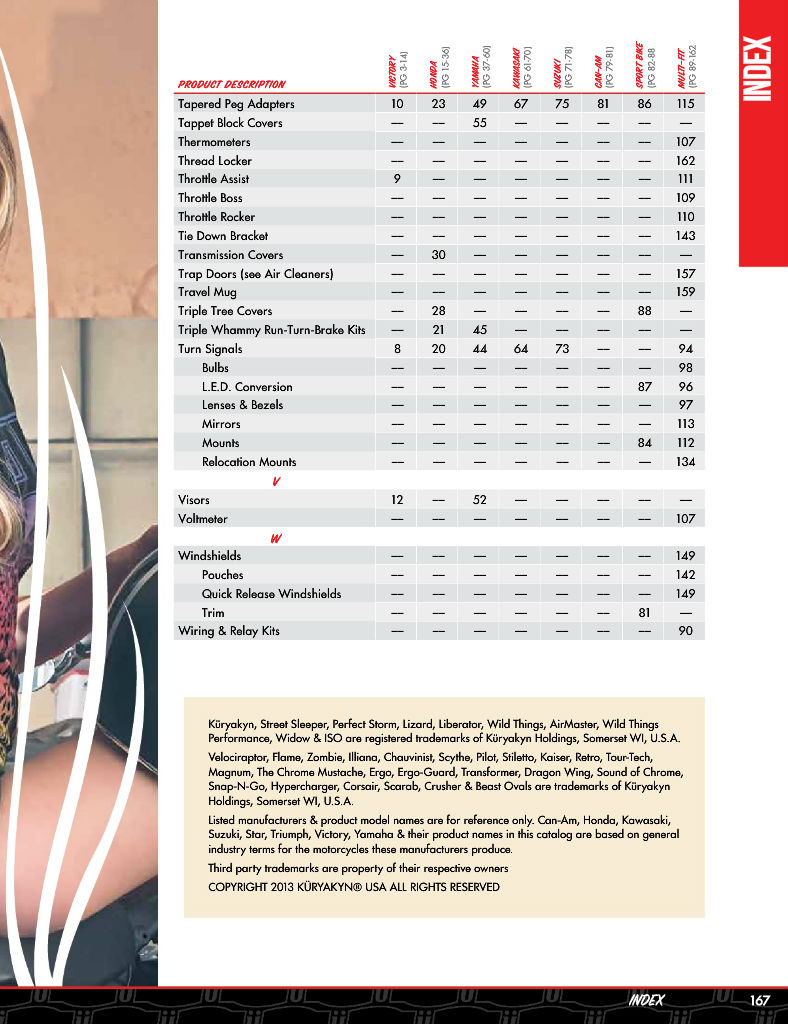 INDEX
PRODUCT DESCRIPTION VICTORY (PG 3-14) HONDA (PG 15-36) YAMAHA (PG 37-60) KAWASAKI (PG 61-70) SUZUKI (PG 71-78) CAN-AM (PG 79-81) SPORT BIKE (PG 82-88 MULTI-FIT (PG 89-162
Tapered Peg Adapters 10 23 49 67 75 81 86 115
Tappet Block Covers — — 55 — — — — —
Thermometers — — — — — — — 107
Thread Locker — — — — — — — 162
Throttle Assist 9 — — — — — — 111
Throttle Boss — — — — — — — 109
Throttle Rocker — — — — — — — 110
Tie Down Bracket — — — — — — — 143
Transmission Covers — 30 — — — — — —
Trap Doors (see Air Cleaners) — — — — — — — 157
Travel Mug — — — — — — — 159
Triple Tree Covers — 28 — — — — 88 —
Triple Whammy Run-Turn-Brake Kits — 21 45 — — — — —
Turn Signals 8 20 44 64 73 — — 94
Bulbs — — — — — — — 98
L.E.D. Conversion — — — — — — 87 96
Lenses & Bezels — — — — — — — 97
Mirrors — — — — — — — 113
Mounts — — — — — — 84 112
Relocation Mounts — — — — — — — 134
V
Visors 12 — 52 — — — — —
Voltmeter — — — — — — — 107
W
Windshields — — — — — — — 149
Pouches — — — — — — — 142
Quick Release Windshields — — — — — — — 149
Trim — — — — — — 81 —
Wiring & Relay Kits — — — — — — — 90
Küryakyn, Street Sleeper, Perfect Storm, Lizard, Liberator, Wild Things, AirMaster, Wild Things
Performance, Widow & ISO are registered trademarks of Küryakyn Holdings, Somerset WI, U.S.A.
Velociraptor, Flame, Zombie, Illiana, Chauvinist, Scythe, Pilot, Stiletto, Kaiser, Retro, Tour-Tech,
Magnum, The Chrome Mustache, Ergo, Ergo-Guard, Transformer, Dragon Wing, Sound of Chrome,
Snap-N-Go, Hypercharger, Corsair, Scarab, Crusher & Beast Ovals are trademarks of Küryakyn
Holdings, Somerset WI, U.S.A.
Listed manufacturers & product model names are for reference only. Can-Am, Honda, Kawasaki,
Suzuki, Star, Triumph, Victory, Yamaha & their product names in this catalog are based on general
industry terms for the motorcycles these manufacturers produce.
Third party trademarks are property of their respective owners
COPYRIGHT 2013 KÜRYAKYN® USA ALL RIGHTS RESERVED
INDEX 167